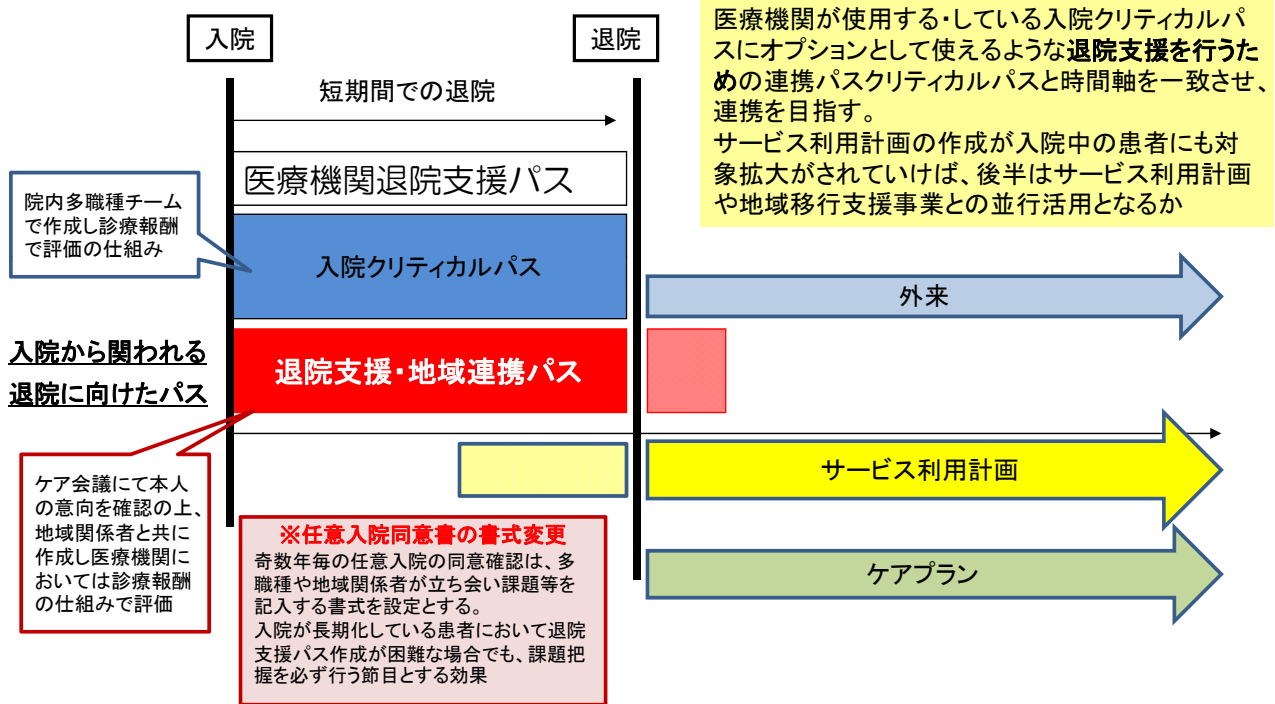 入院
退院
医療機関が使用する・している入院クリティカルパ
スにオプションとして使えるような退院支援を行うた
めの連携パスクリティカルパスと時間軸を一致させ、
連携を目指す。
サービス利用計画の作成が入院中の患者にも対
象拡大がされていけば、後半はサービス利用計画
や地域移行支援事業との並行活用となるか
短期間での退院
医療機関退院支援パス
院内多職種チーム
で作成し診療報酬
で評価の仕組み
入院クリティカルパス
外来
入院から関われる
退院に向けたパス
退院支援・地域連携パス
サービス利用計画
ケア会議にて本人
の意向を確認の上、
地域関係者と共に
作成し医療機関に
おいては診療報酬
の仕組みで評価
※任意入院同意書の書式変更
奇数年毎の任意入院の同意確認は、多
職種や地域関係者が立ち会い課題等を
記入する書式を設定とする。
入院が長期化している患者において退院
支援パス作成が困難な場合でも、課題把
握を必ず行う節目とする効果
ケアプラン